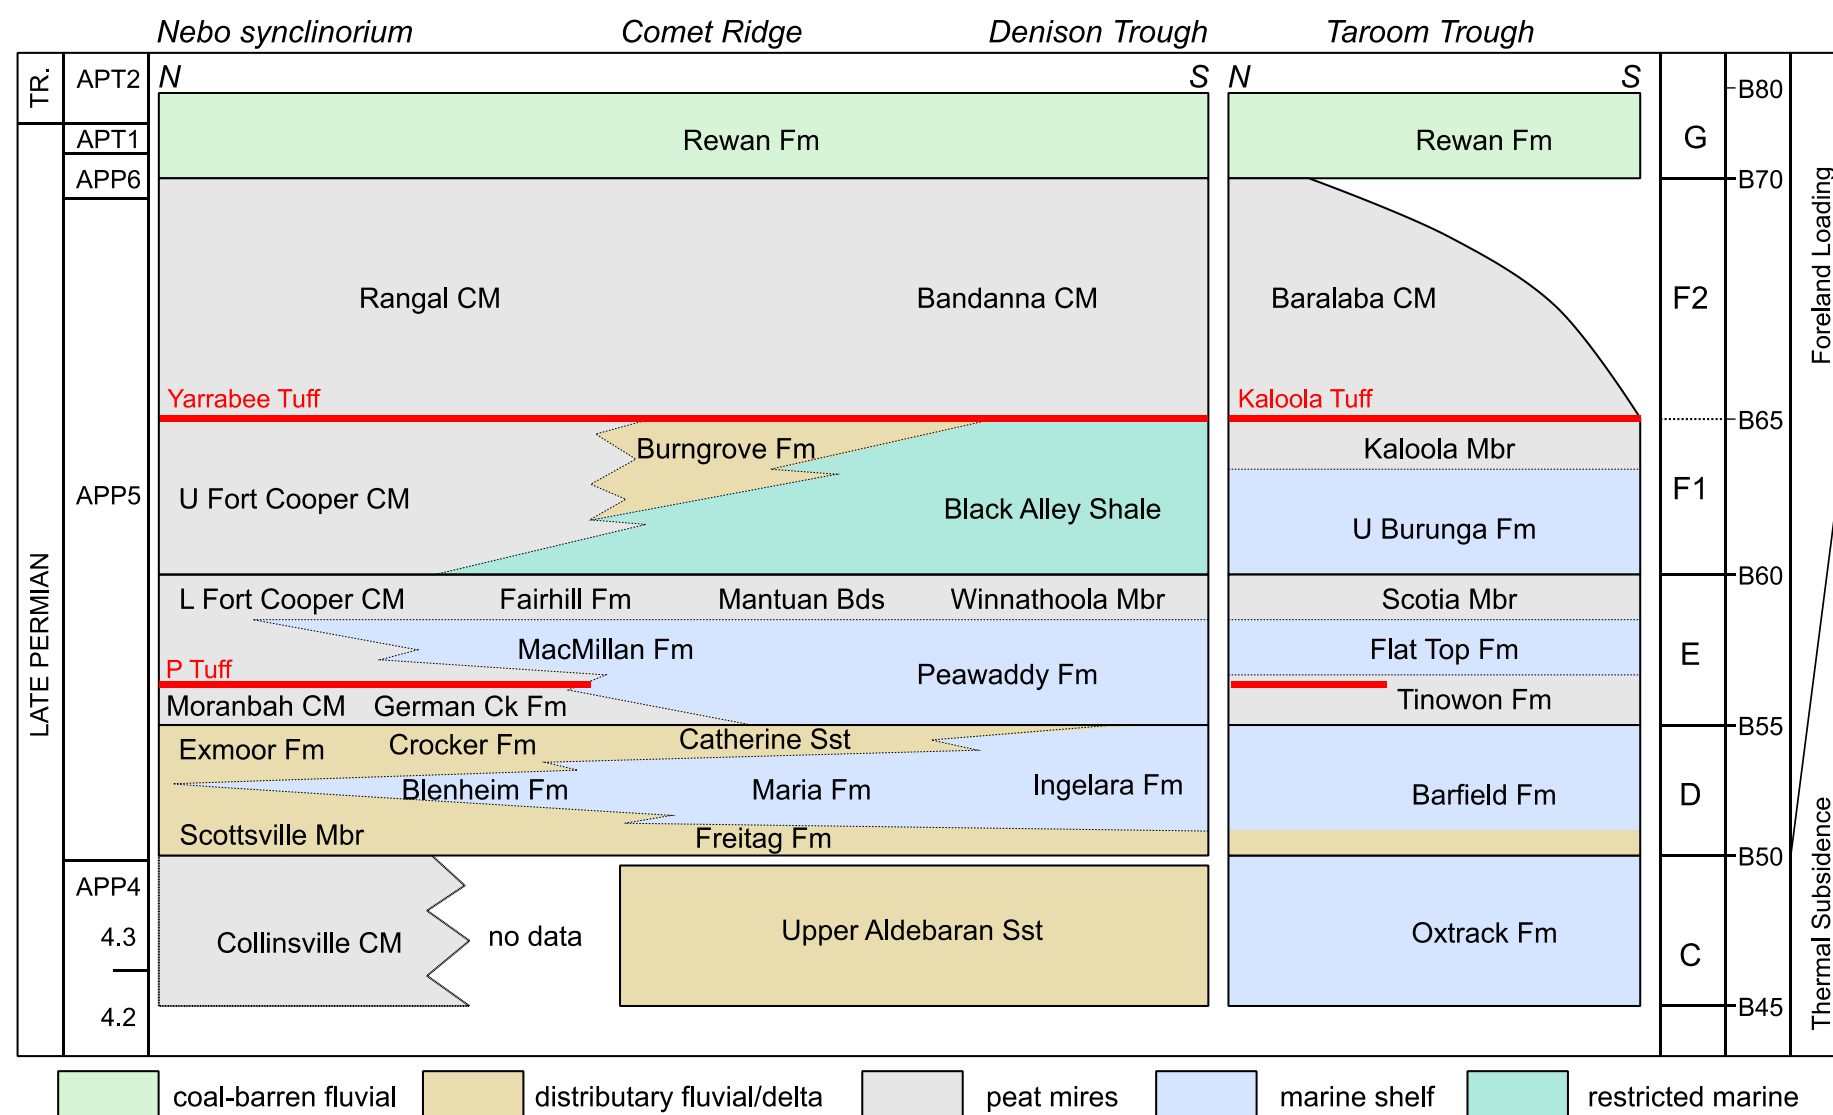 Nebo synclinorium Comet Ridge Denison Trough Taroom Trough
TR.
APT2
N S N S
B80
APT1
Rewan Fm Rewan Fm
G
APP6
B70
Foreland Loading
Rangal CM Bandanna CM Baralaba CM
F2
Yarrabee Tuff Kaloola Tuff
B65
Burngrove Fm Kaloola Mbr
APP5
U Fort Cooper CM Black Alley Shale U Burunga Fm
F1
B60
LATE PERMIAN
L Fort Cooper CM Fairhill Fm Mantuan Bds Winnathoola Mbr Scotia Mbr
MacMillan Fm Flat Top Fm
E
P Tuff Peawaddy Fm
Moranbah CM German Ck Fm Tinowon Fm
B55
Exmoor Fm Crocker Fm Catherine Sst
Blenheim Fm Maria Fm Ingelara Fm Barfield Fm
D
Scottsville Mbr Freitag Fm
B50
APP4
4.3
Collinsville CM no data Upper Aldebaran Sst Oxtrack Fm
C
Thermal Subsidence
B45
4.2
coal-barren fluvial distributary fluvial/delta peat mires marine shelf restricted marine